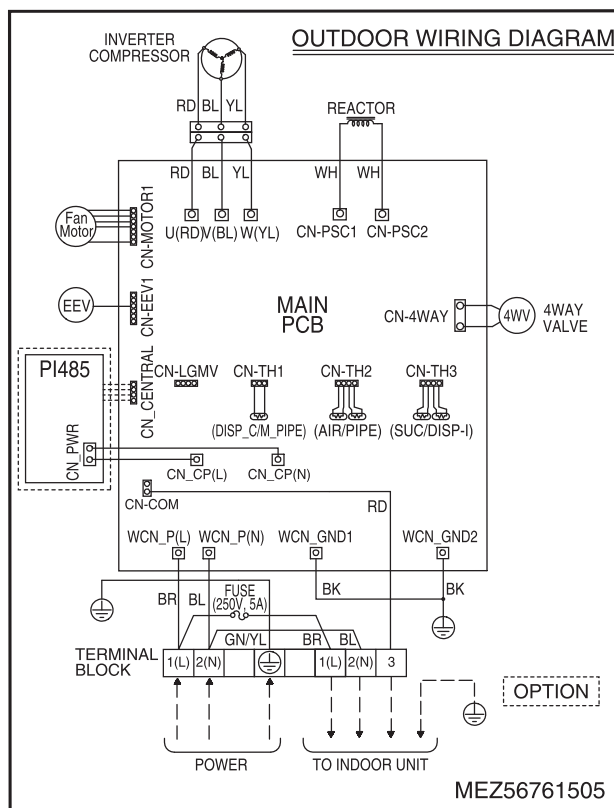 OUTDOOR WIRING DIAGRAM
INVERTER
COMPRESSOR
RD BL YL
REACTOR
RD BL YL
WH WH
Fan
Motor
CN-MOTOR1
U(RD) V(BL) W(YL)
CN-PSC1 CN-PSC2
EEV
CN-EEV1
MAIN
PCB
CN-4WAY
4WV
4WAY
VALVE
PI485
CN_CENTRAL
CN-LGMV
CN-TH1
CN-TH2
CN-TH3
(DISP_C/M_PIPE)
(AIR/PIPE)
(SUC/DISP-I)
CN_PWR
CN_CP(L)
CN_CP(N)
CN-COM
RD
WCN_P(L) WCN_P(N) WCN_GND1 WCN_GND2
BR BL
FUSE
(250V, 5A)
BK BK
GN/YL BR BL
TERMINAL
BLOCK
1(L) 2(N) 1(L) 2(N) 3
OPTION
POWER
TO INDOOR UNIT
MEZ56761505